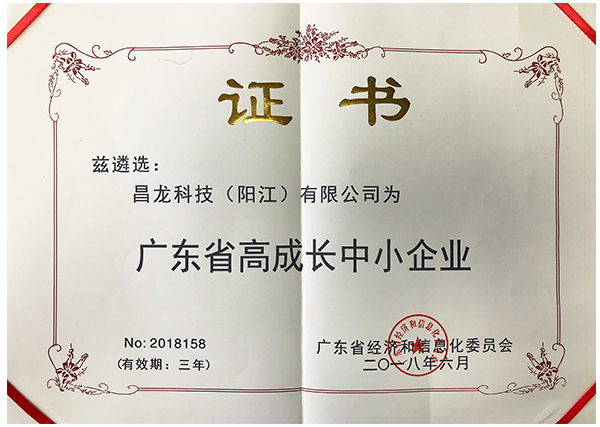 证书
兹遴选：
昌龙科技（阳江）有限公司为
广东省高成长中小企业
No: 2018158
（有效期：三年）
广东省经济和信息化委员会
二〇一八年六月